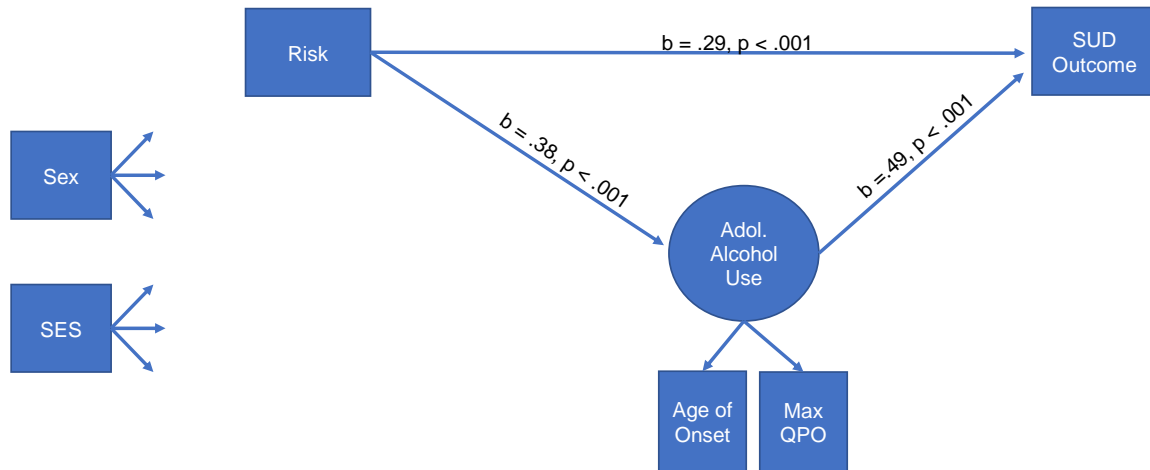 Risk
b = .29, p < .001
SUD
Outcome
b = .38, p < .001
b =.49, p < .001
Sex
Adol.
Alcohol
Use
SES
Age of
Onset
Max
QPO